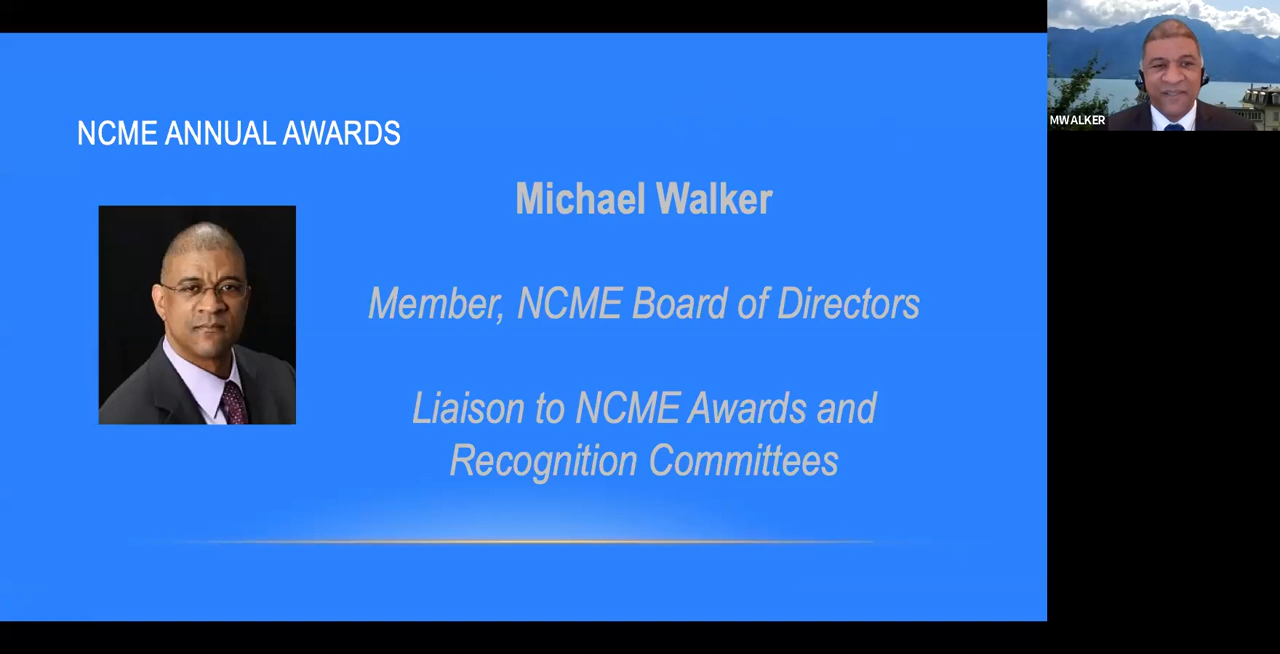 NCME ANNUAL AWARDS
Michael Walker
Member, NCME Board of Directors
Liaison to NCME Awards and
Recognition Committees
MWALKER